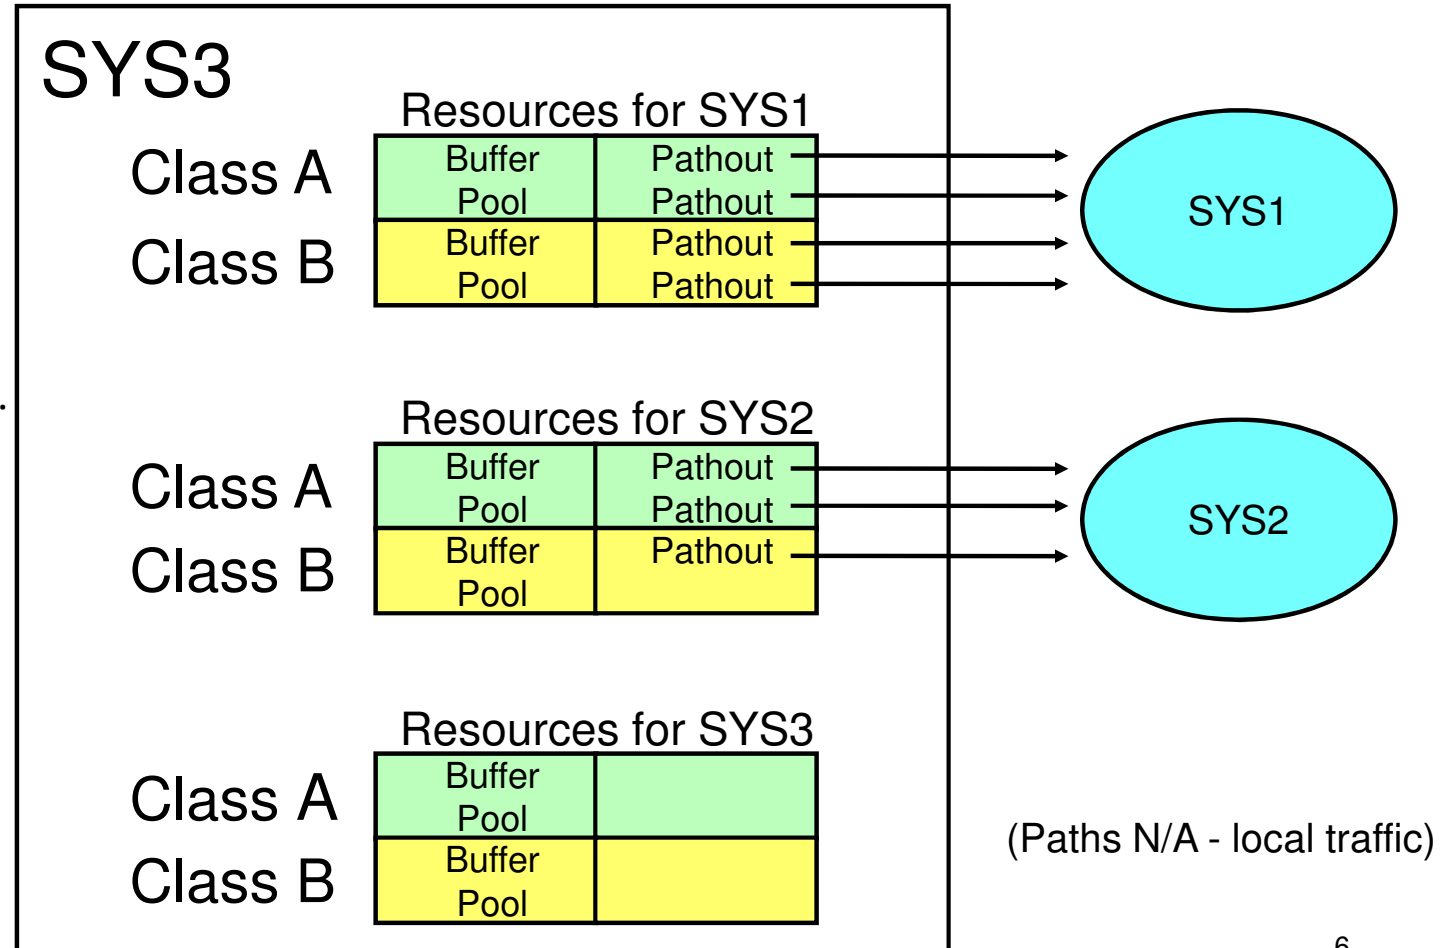 SYS3
Resources for SYS1
Class A
Buffer Pool
Pathout
Pathout
Class B
Buffer Pool
Pathout
Pathout
SYS1
Resources for SYS2
Class A
Buffer Pool
Pathout
Pathout
Class B
Buffer Pool
Pathout
SYS2
Resources for SYS3
Class A
Buffer Pool
Class B
Buffer Pool
(Paths N/A - local traffic)
6